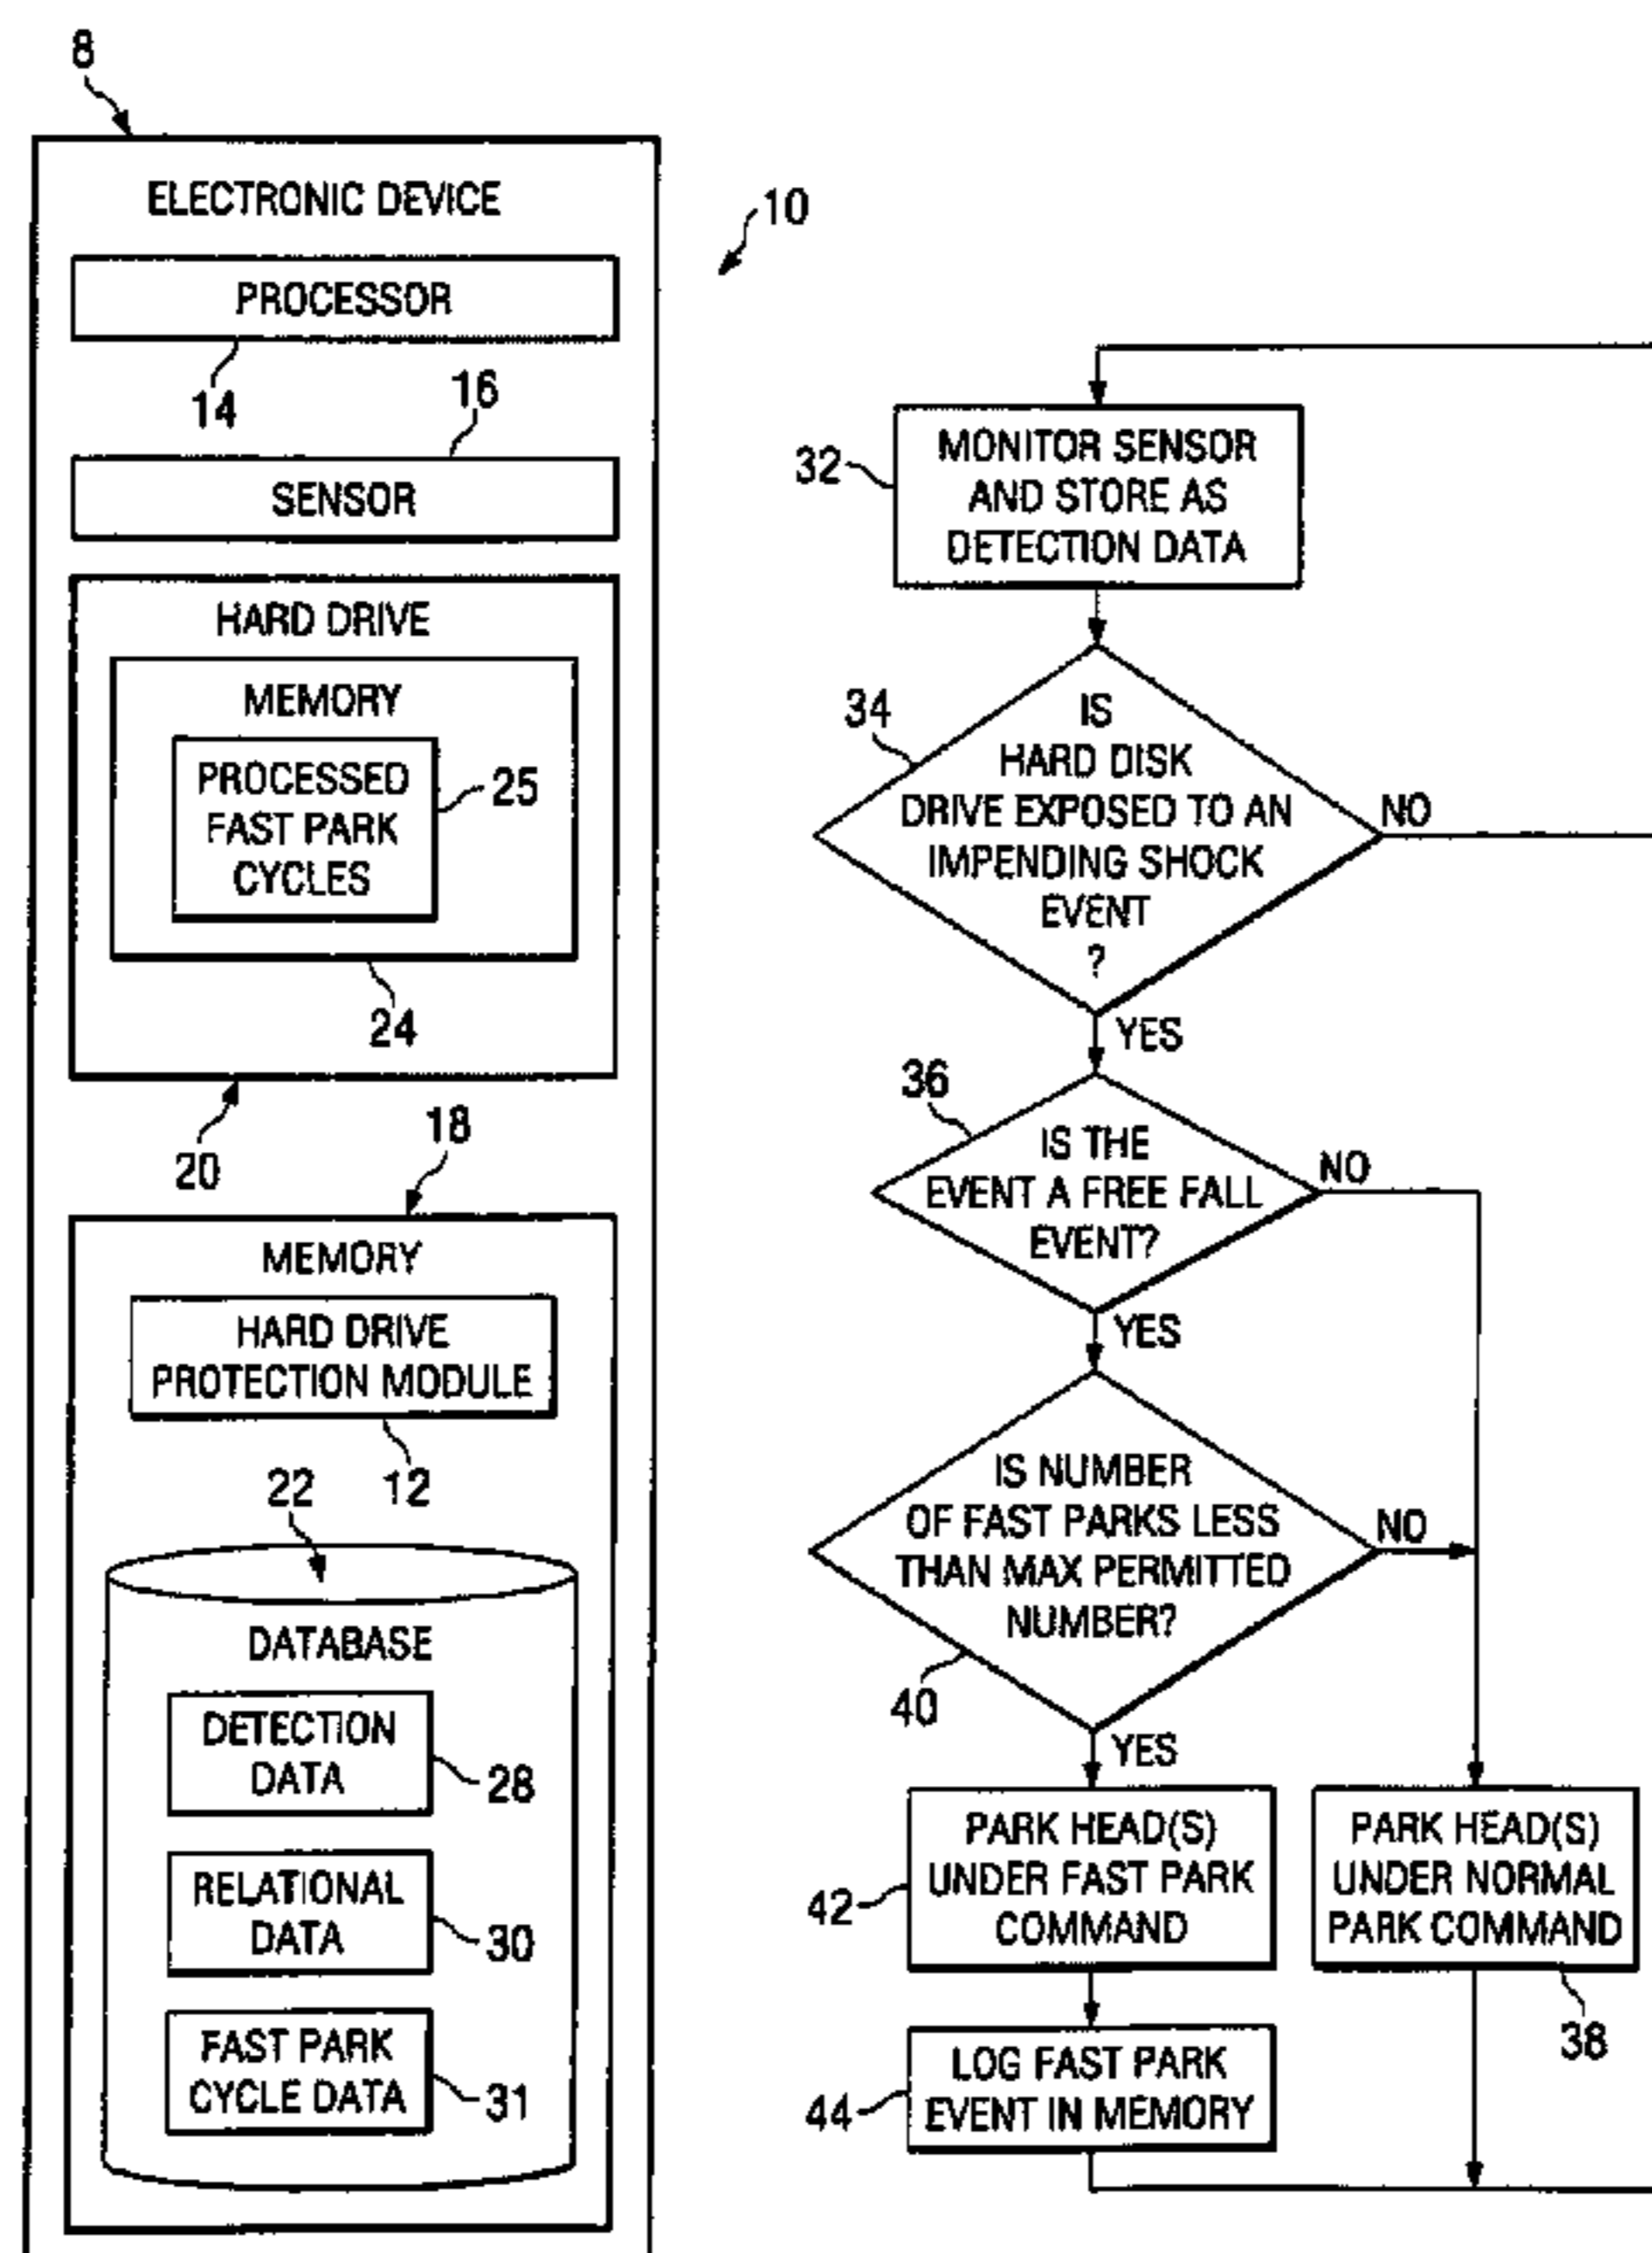 8
ELECTRONIC DEVICE
10
PROCESSOR
14
16
SENSOR
HARD DRIVE
MEMORY
PROCESSED
FAST PARK
CYCLES
25
24
20
18
MEMORY
HARD DRIVE
PROTECTION MODULE
12
22
DATABASE
DETECTION
DATA
28
RELATIONAL
DATA
30
FAST PARK
CYCLE DATA
31
32
MONITOR SENSOR
AND STORE AS
DETECTION DATA
34
IS
HARD DISK
DRIVE EXPOSED TO AN
IMPENDING SHOCK
EVENT
?
NO
YES
36
IS THE
EVENT A FREE FALL
EVENT?
NO
YES
IS NUMBER
OF FAST PARKS LESS
THAN MAX PERMITTED
NUMBER?
NO
40
YES
PARK HEAD(S)
UNDER FAST PARK
COMMAND
42
PARK HEAD(S)
UNDER NORMAL
PARK COMMAND
38
LOG FAST PARK
EVENT IN MEMORY
44